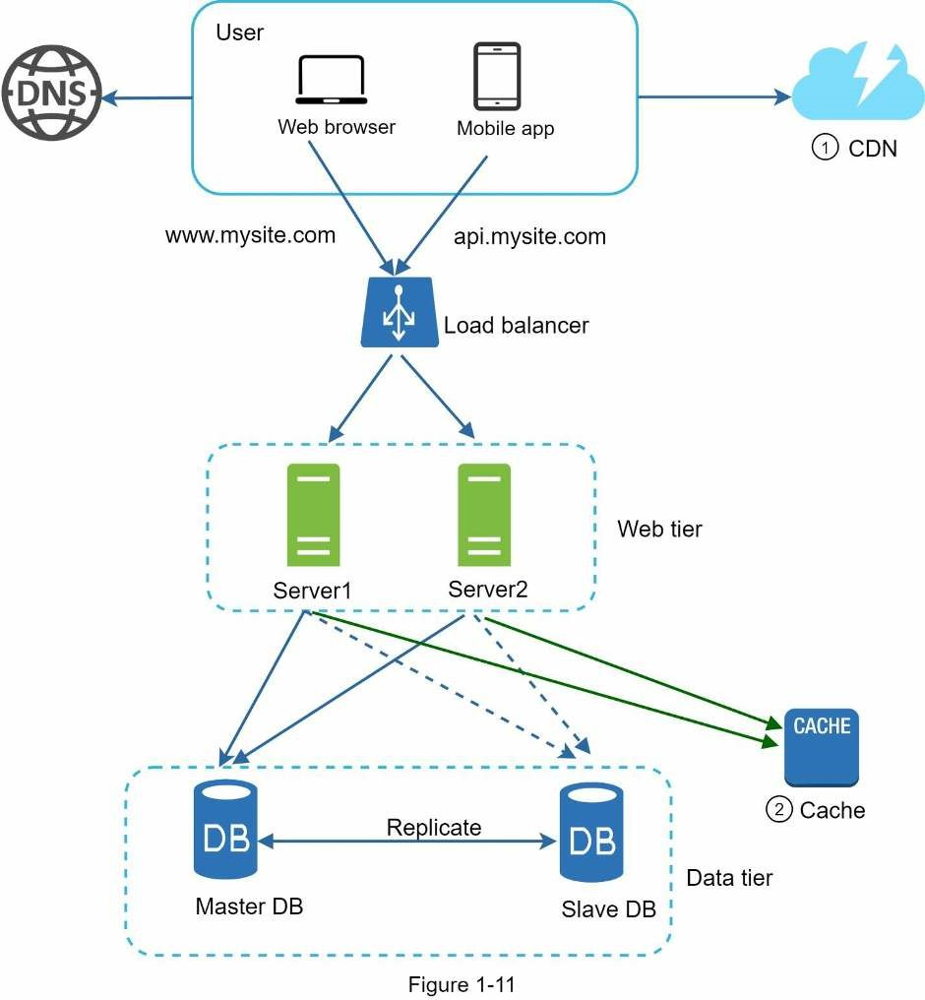 User
DNS
Web browser
Mobile app
1 CDN
www.mysite.com
api.mysite.com
Load balancer
Web tier
Server1
Server2
CACHE
2 Cache
DB
Replicate
DB
Data tier
Master DB
Slave DB
Figure 1-11